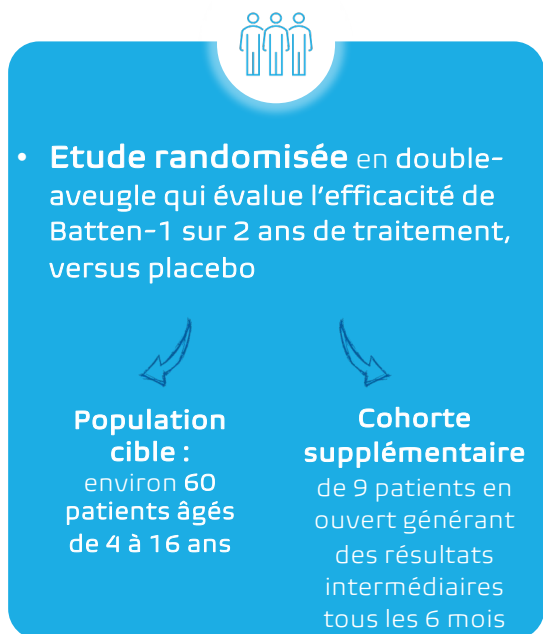 • Etude randomisée en double-
aveugle qui évalue l'efficacité de
Batten-1 sur 2 ans de traitement,
versus placebo
Population
cible :
environ 60
patients âgés
de 4 à 16 ans
Cohorte
supplémentaire
de 9 patients en
ouvert générant
des résultats
intermédiaires
tous les 6 mois